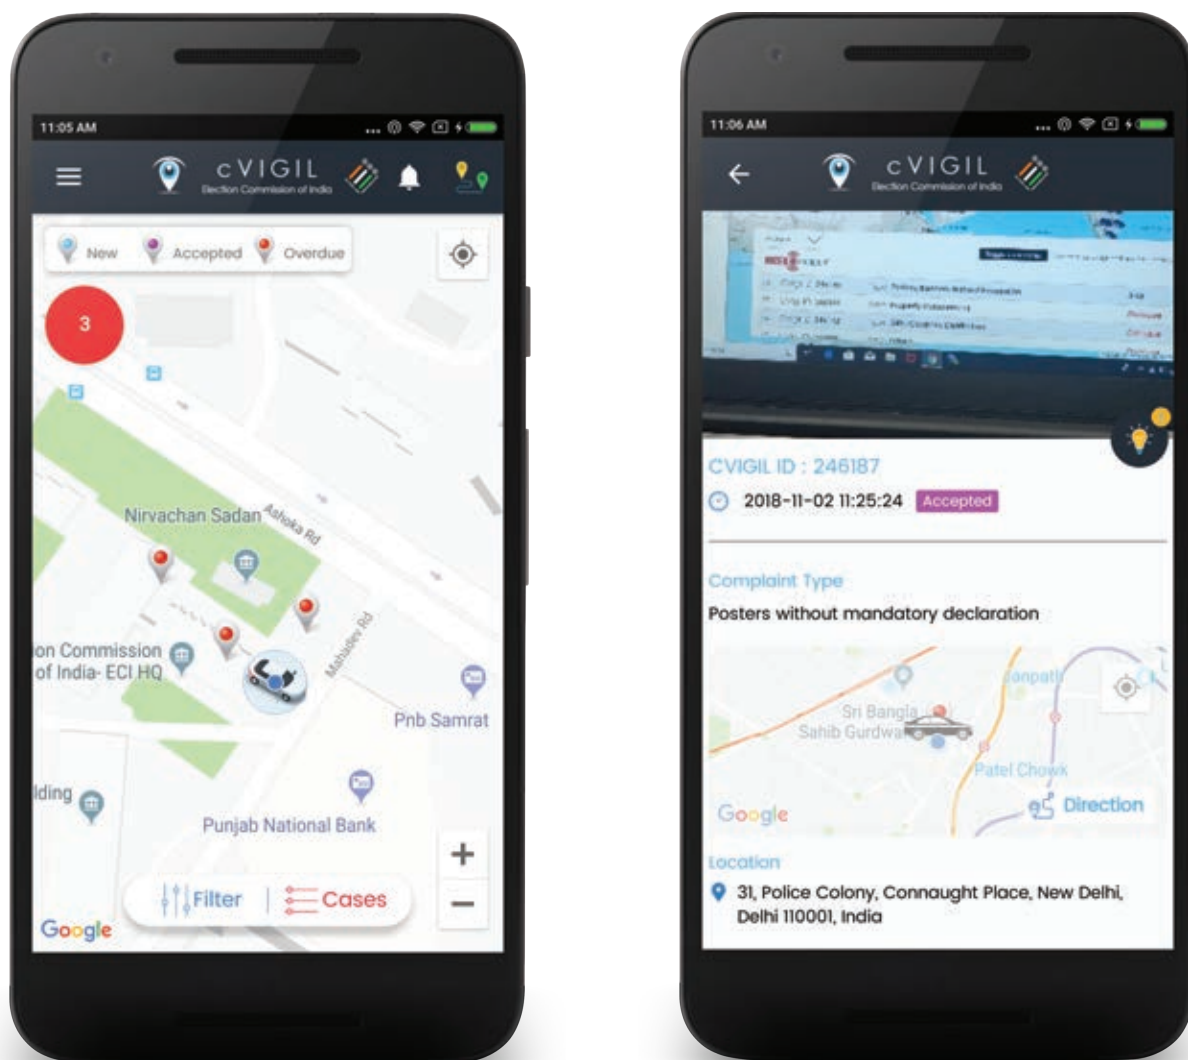 11:05 AM
cVIGIL
Election Commission of India
New
Accepted
Overdue
3
Nirvachan Sadan
Ashoka Rd
Mahadev Rd
ion Commission
of India- ECI HQ
Pnb Samrat
lding
Punjab National Bank
+
Filter | Cases
−
Google
11:06 AM
cVIGIL
Election Commission of India
CVIGIL ID : 246187
2018-11-02 11:25:24 Accepted
Complaint Type
Posters without mandatory declaration
Janpath
Sri Bangla
Sahib Gurdwa
Patel Chowk
Google
Direction
Location
31, Police Colony, Connaught Place, New Delhi,
Delhi 110001, India